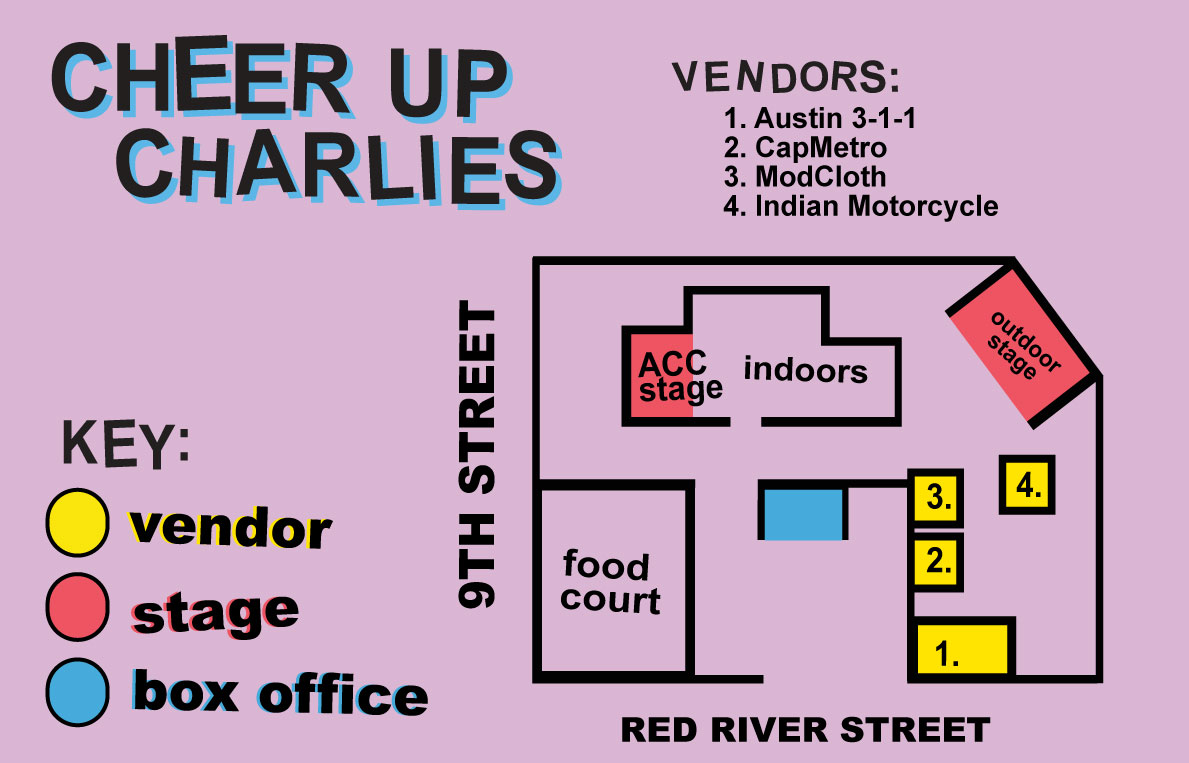 CHEER UP
CHARLIES
VENDORS:
1. Austin 3-1-1
2. CapMetro
3. ModCloth
4. Indian Motorcycle
KEY:
vendor
stage
box office
9TH STREET
ACC
stage
indoors
outdoor
stage
food
court
3.
4.
2.
1.
RED RIVER STREET